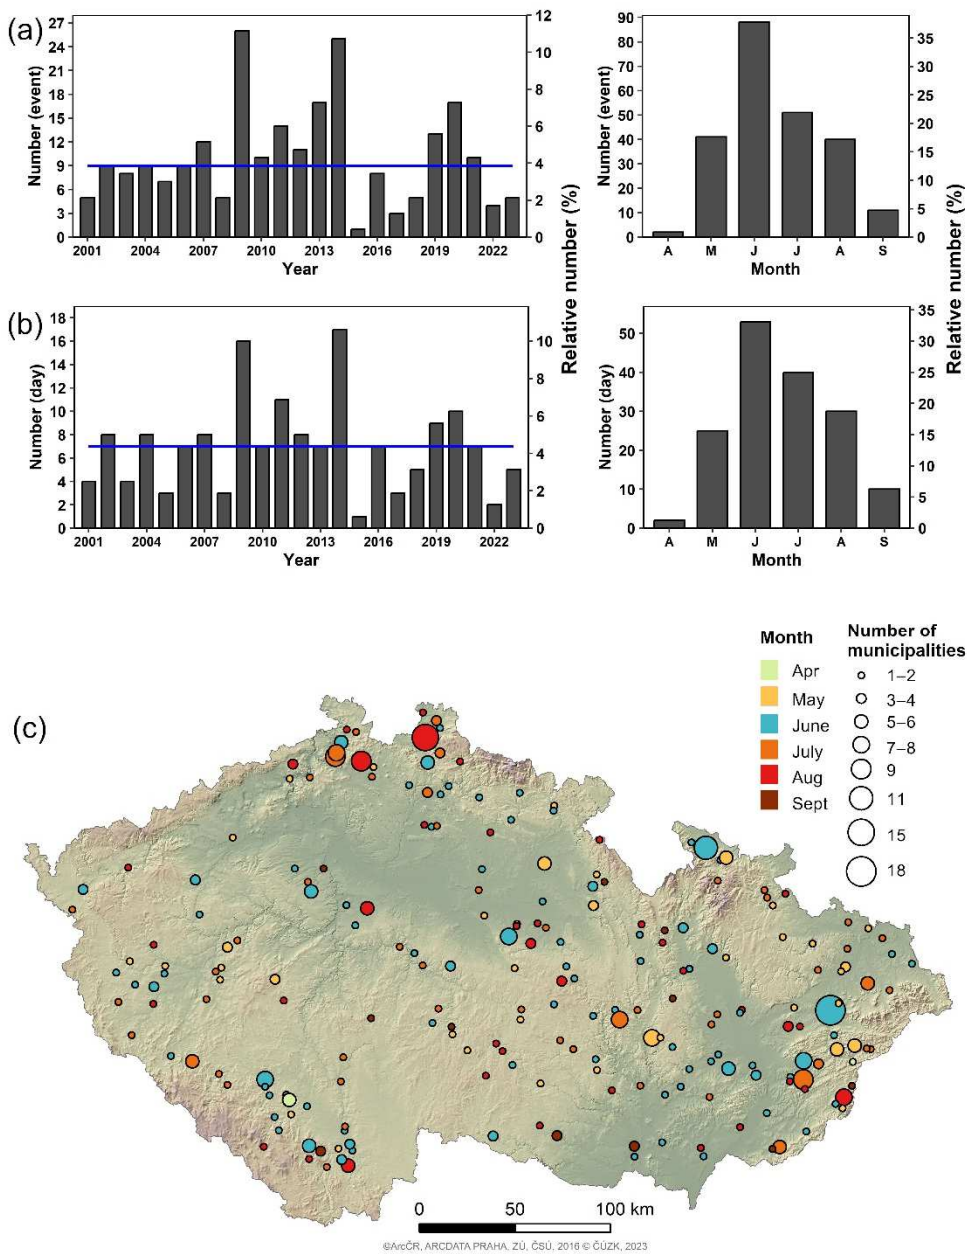 (a)
Number (event)
27
24
21
18
15
12
9
6
3
0
2001 2004 2007 2010 2013 2016 2019 2022
Year
12
10
8
6
4
2
0
Relative number (%)
Number (event)
90
80
70
60
50
40
30
20
10
0
A M J J A S
Month
35
30
25
20
15
10
5
0
Relative number (%)
(b)
Number (day)
18
16
14
12
10
8
6
4
2
0
2001 2004 2007 2010 2013 2016 2019 2022
Year
10
8
6
4
2
0
Number (day)
50
40
30
20
10
0
A M J J A S
Month
35
30
25
20
15
10
5
0
(c)
Month
Apr
May
June
July
Aug
Sept
Number of
municipalities
1–2
3–4
5–6
7–8
9
11
15
18
0 50 100 km
©ArcČR, ARCDATA PRAHA, ZÚ, ČSÚ, 2016 © ČÚZK, 2023